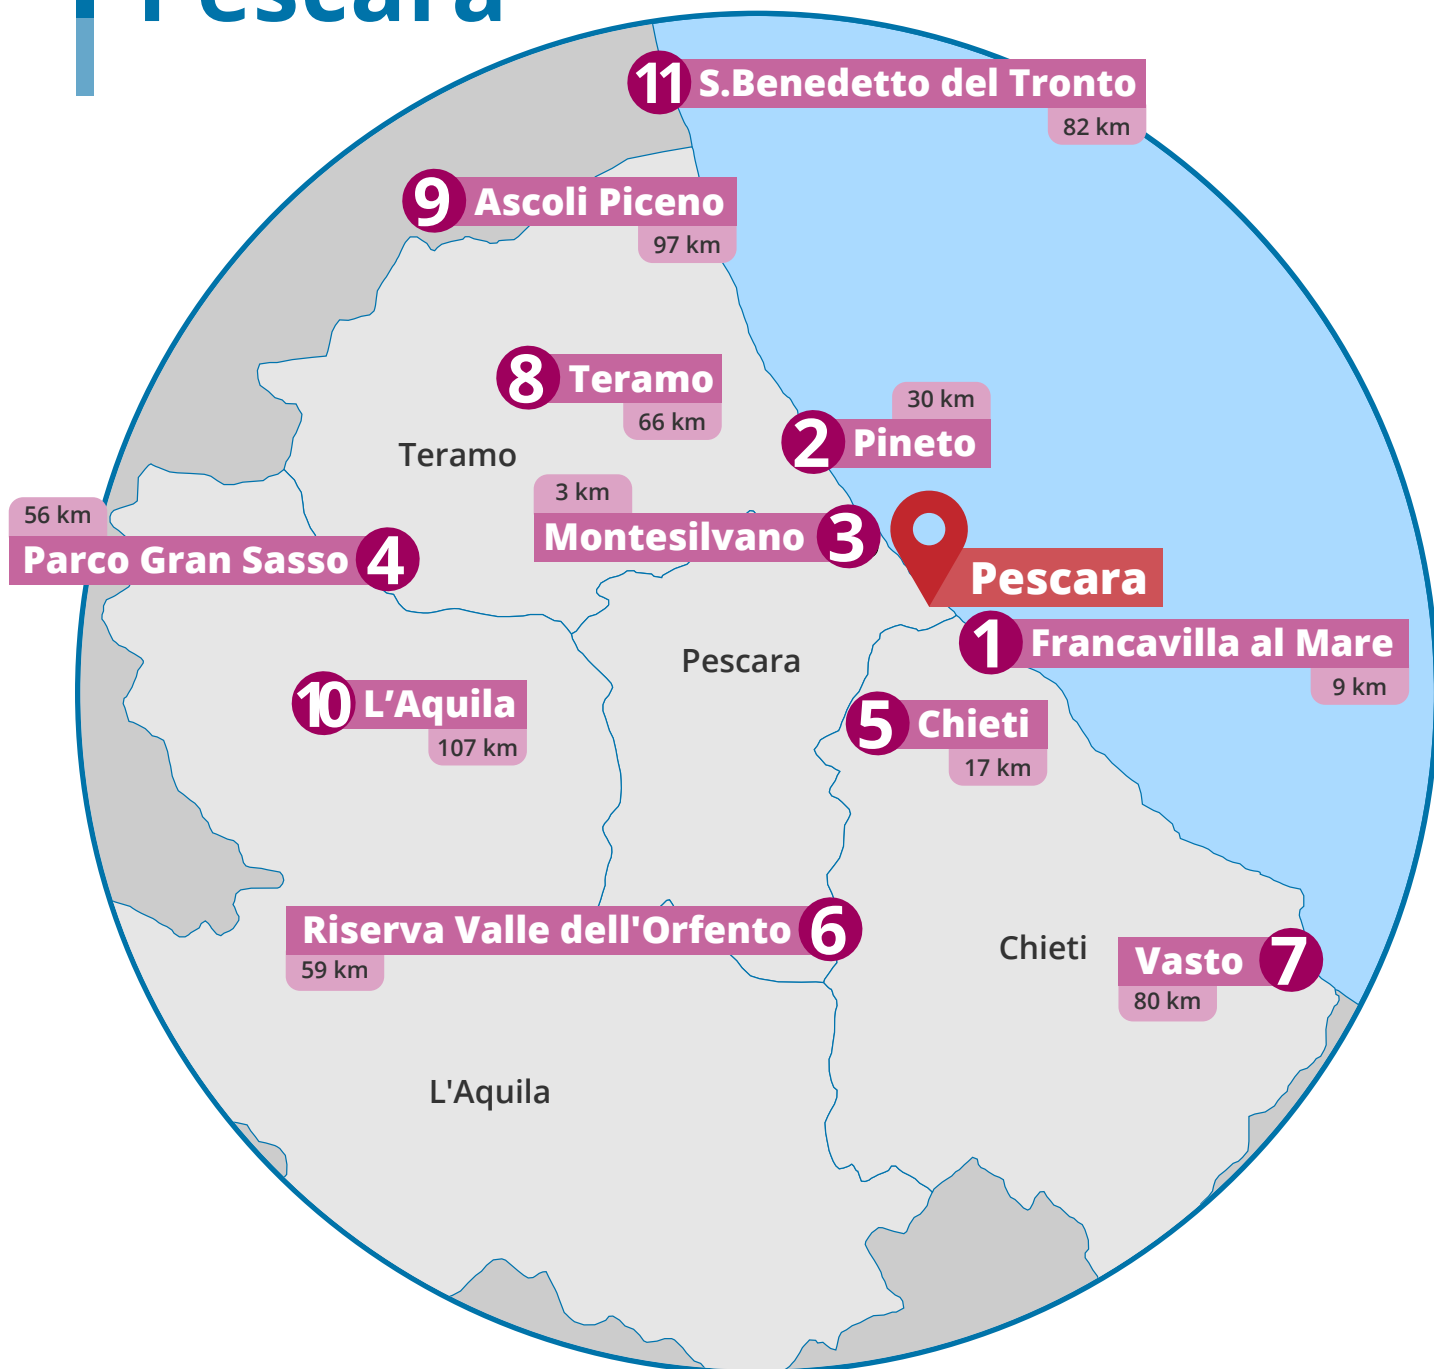 Pescara
11 S.Benedetto del Tronto
82 km
9 Ascoli Piceno
97 km
8 Teramo
66 km
30 km
2 Pineto
Teramo
3 km
Montesilvano 3
56 km
Parco Gran Sasso 4
Pescara
1 Francavilla al Mare
9 km
Pescara
10 L’Aquila
107 km
5 Chieti
17 km
Riserva Valle dell'Orfento 6
59 km
Chieti
Vasto 7
80 km
L'Aquila